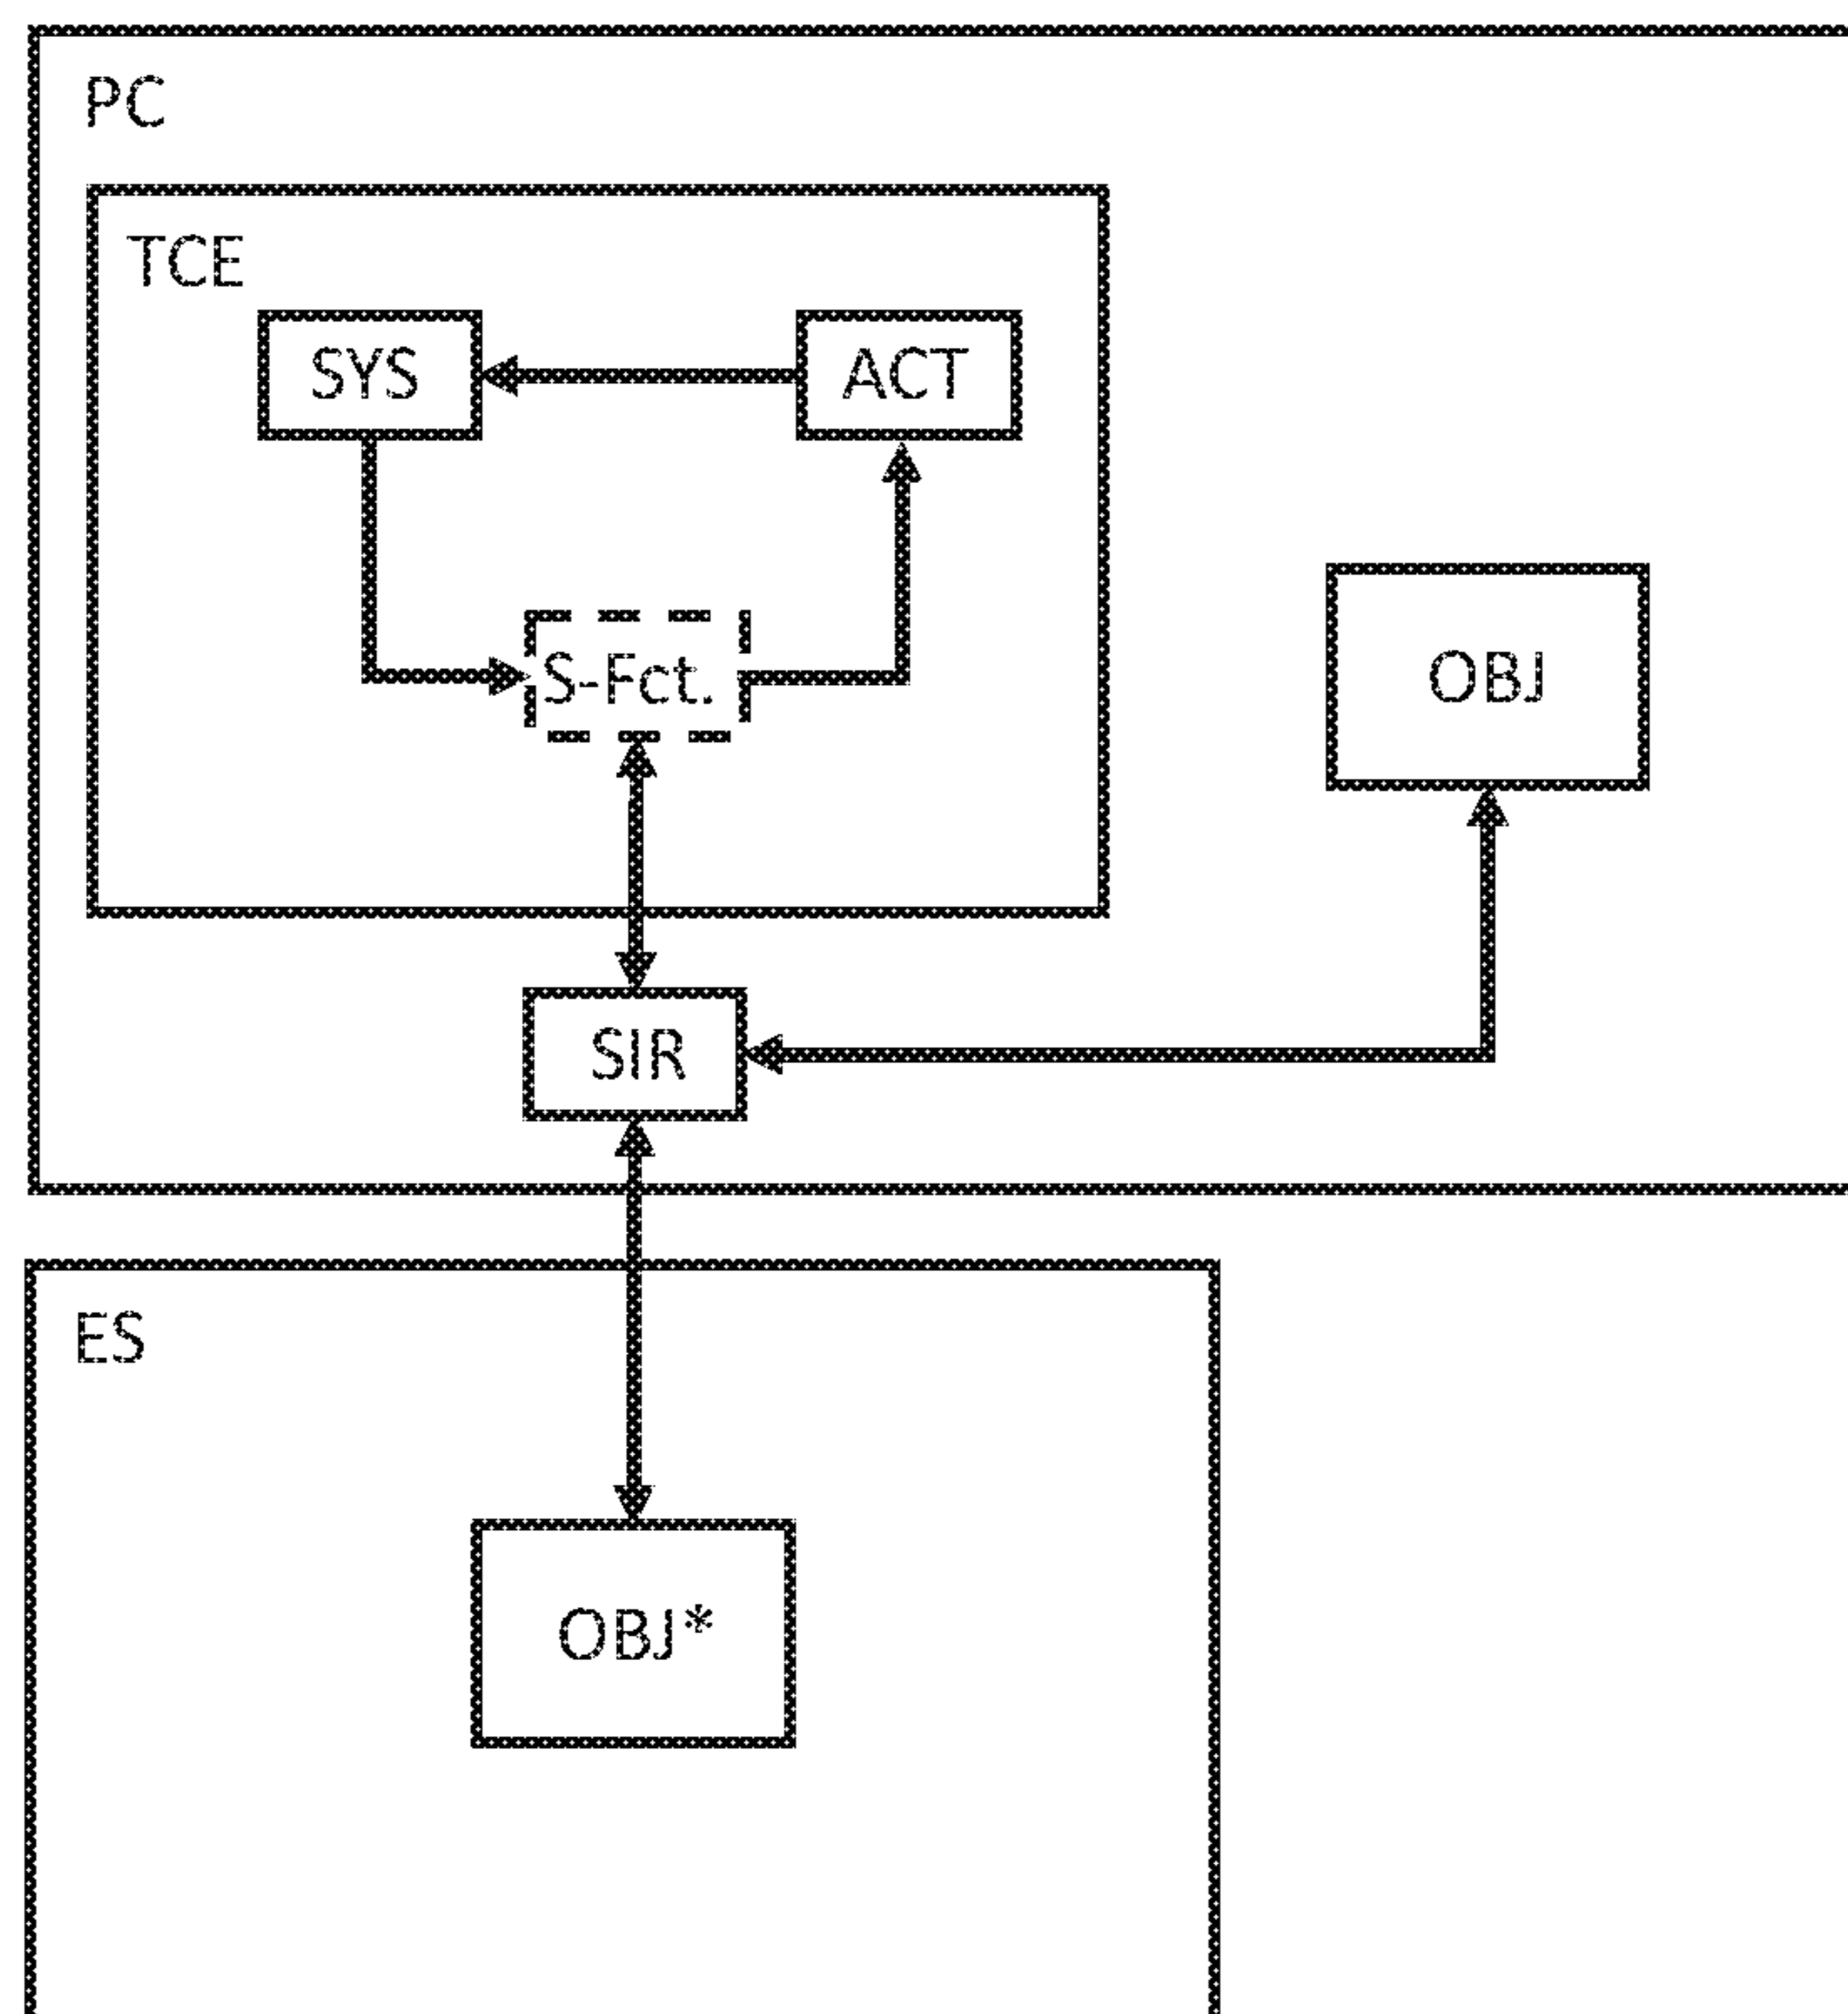 PC
TCE
SYS
ACT
S-Fct.
OBJ
SIR
ES
OBJ*